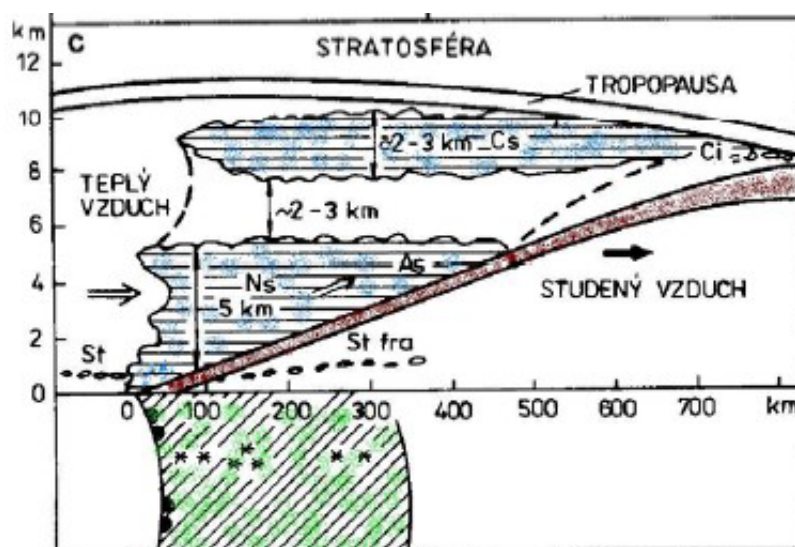 km
C
STRATOSFÉRA
TROPOPAUSA
12
10
8
6
4
2
0
~2-3 km
Cs
Ci
TEPLÝ
VZDUCH
~2-3 km
As
Ns
5 km
STUDENÝ VZDUCH
St
St fra
0 100 200 300 400 500 600 700 km